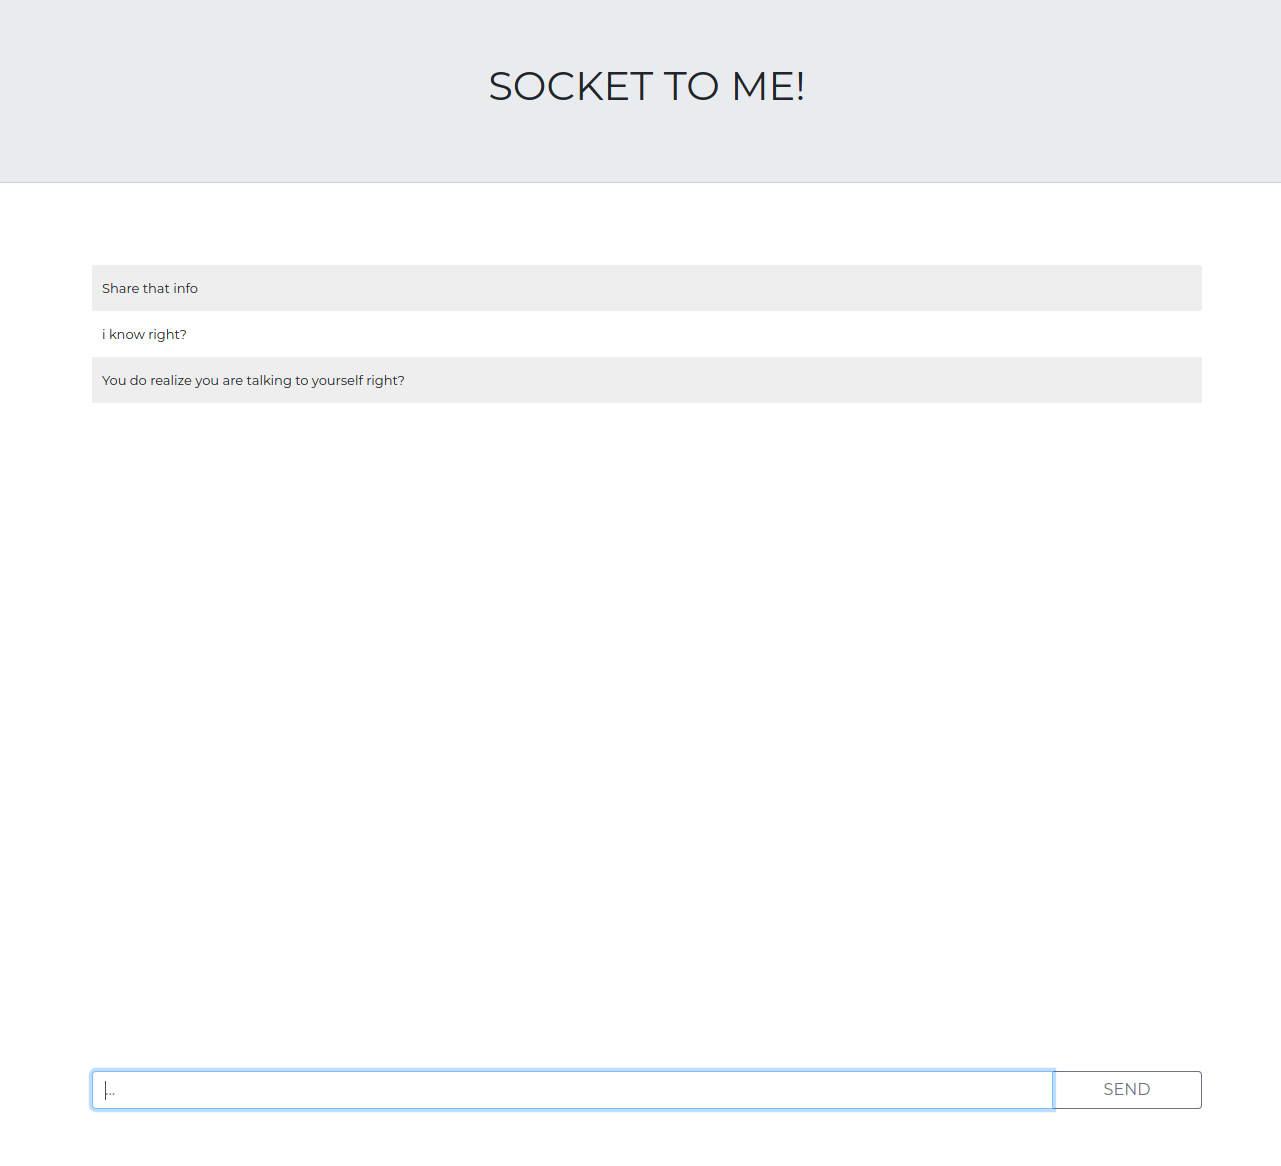 SOCKET TO ME!
Share that info
i know right?
You do realize you are talking to yourself right?
... SEND